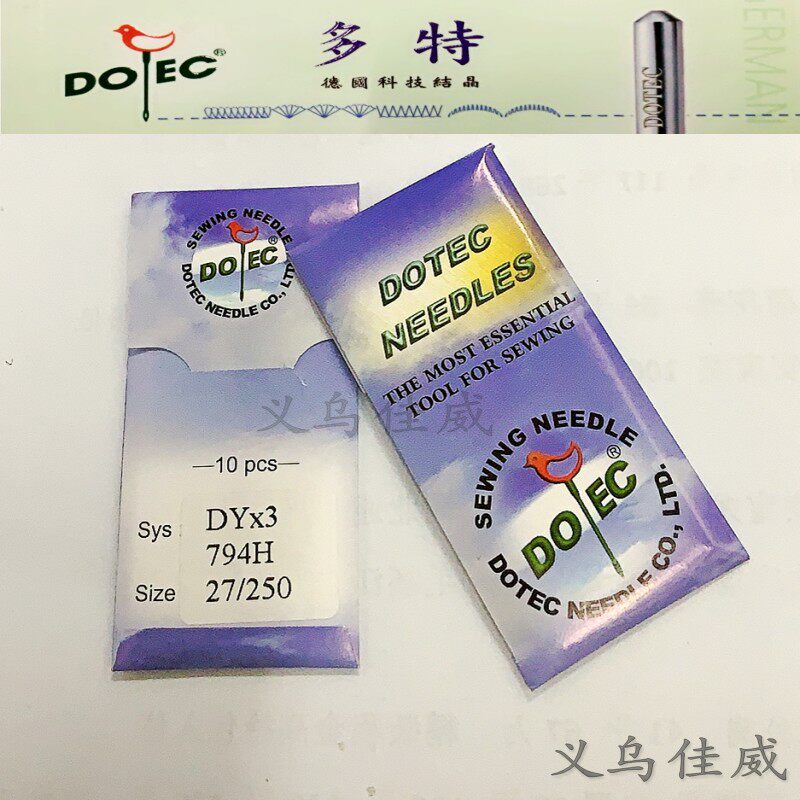 DOTEC®
多特
德國科技結晶
DOTEC
GERMAN
SEWING NEEDLE
DOTEC®
DOTEC NEEDLE CO., LTD.
—10 pcs—
Sys DYx3
794H
Size 27/250
DOTEC
NEEDLES
THE MOST ESSENTIAL
TOOL FOR SEWING
SEWING NEEDLE
DOTEC®
DOTEC NEEDLE CO., LTD.
义乌佳威
义乌佳威